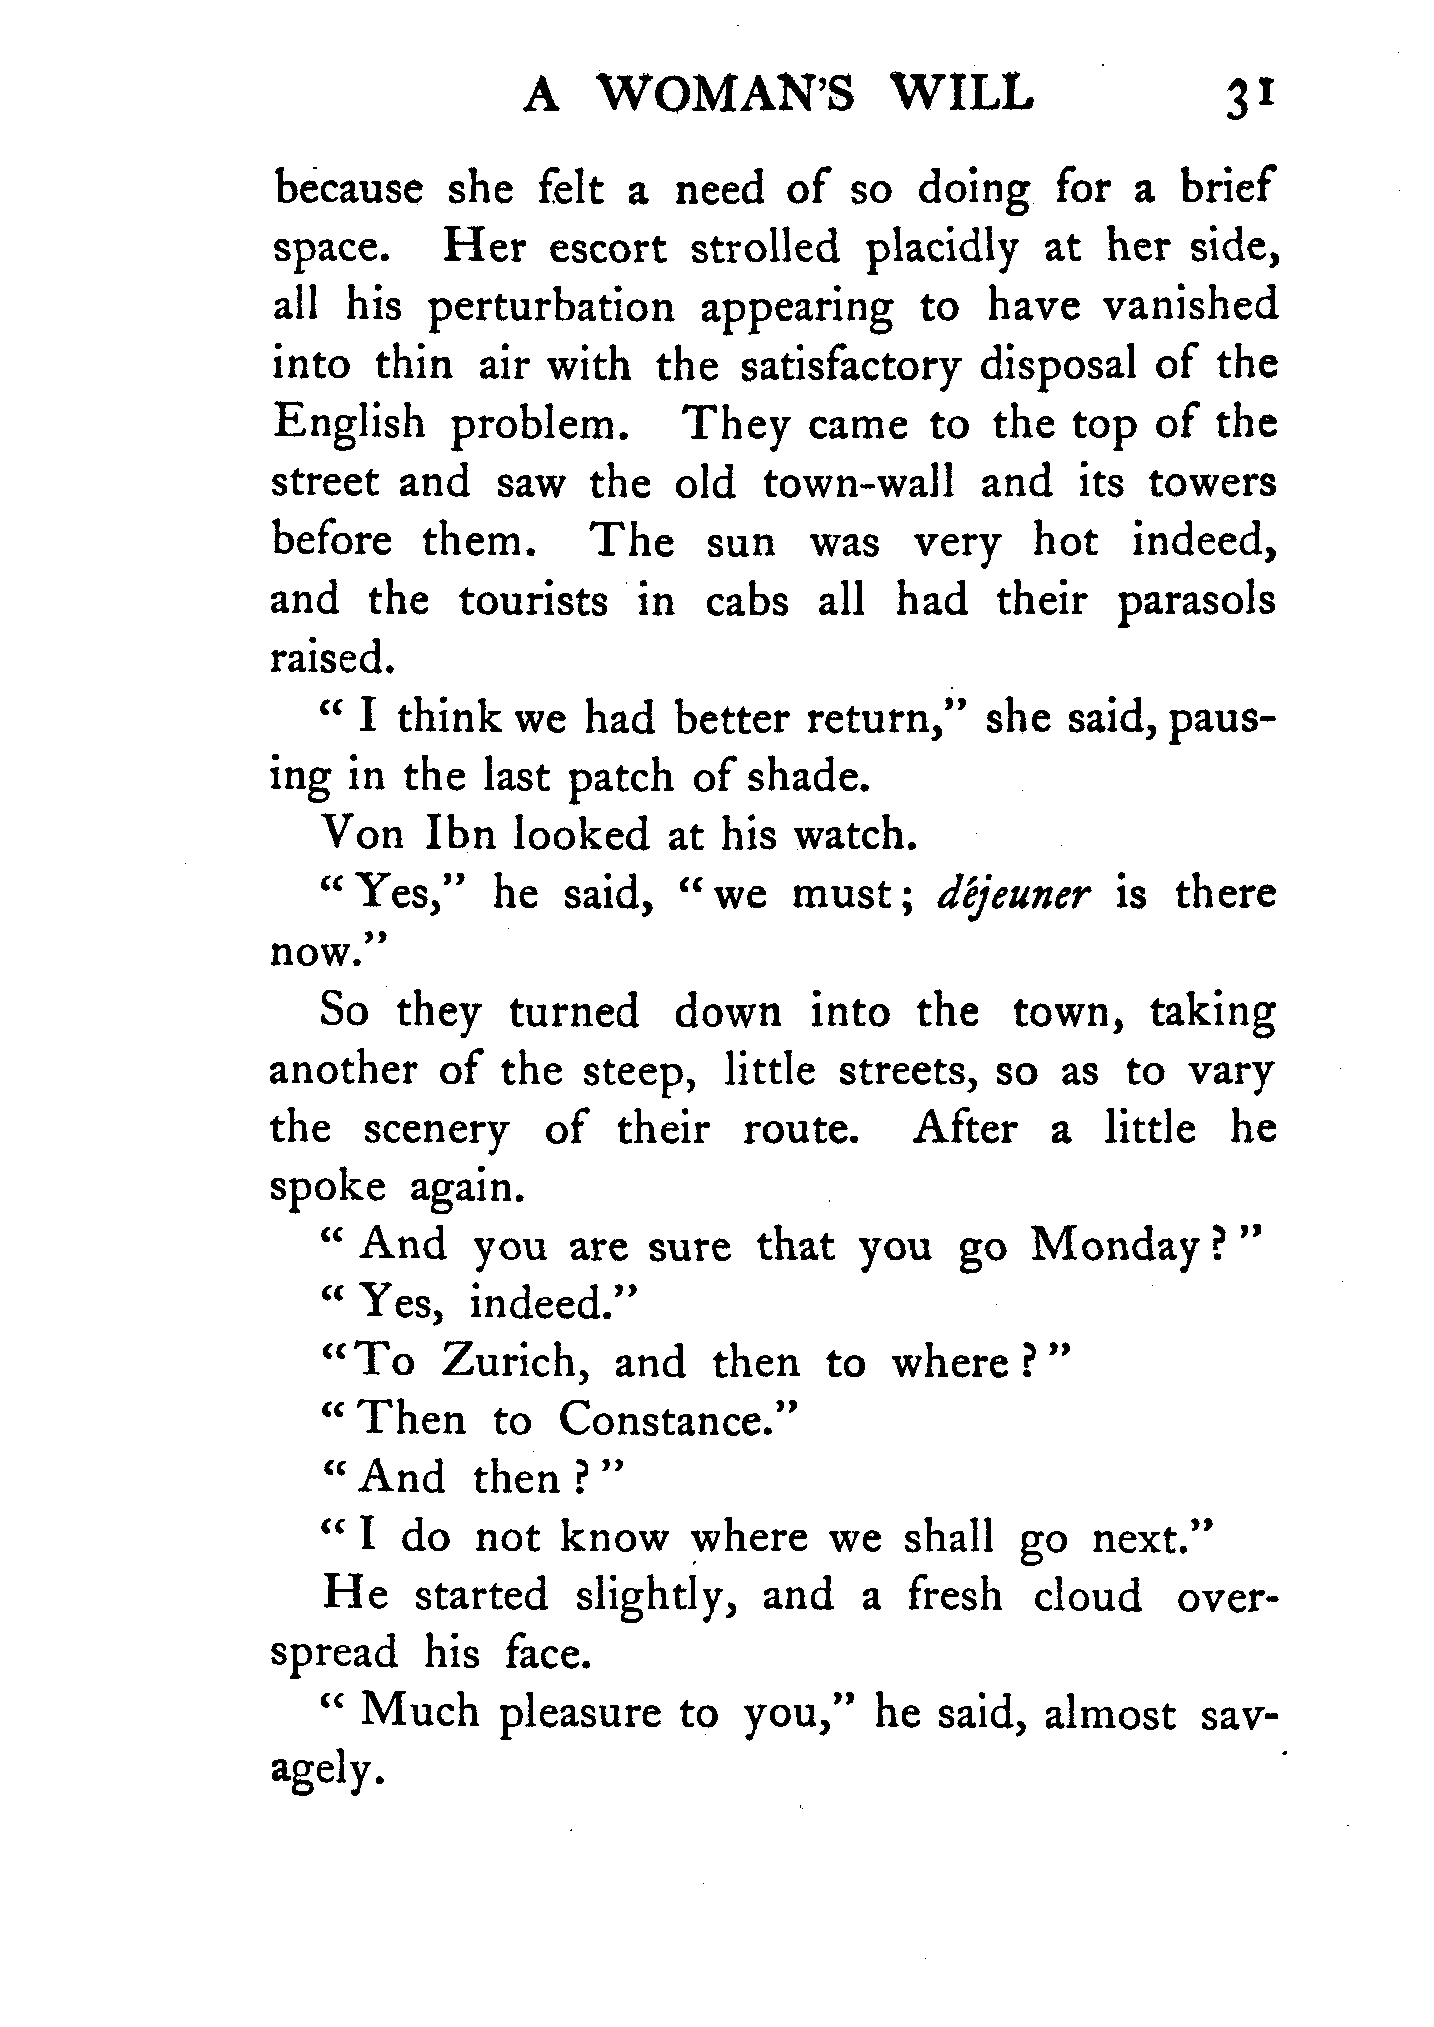 A WOMAN'S WILL 31
because she felt a need of so doing for a brief
space. Her escort strolled placidly at her side,
all his perturbation appearing to have vanished
into thin air with the satisfactory disposal of the
English problem. They came to the top of the
street and saw the old town-wall and its towers
before them. The sun was very hot indeed,
and the tourists in cabs all had their parasols
raised.
“ I think we had better return,” she said, paus-
ing in the last patch of shade.
Von Ibn looked at his watch.
“ Yes,” he said, “ we must ; déjeuner is there
now.”
So they turned down into the town, taking
another of the steep, little streets, so as to vary
the scenery of their route. After a little he
spoke again.
“ And you are sure that you go Monday ? ”
“ Yes, indeed.”
“To Zurich, and then to where ? ”
“ Then to Constance.”
“ And then ? ”
“ I do not know where we shall go next.”
He started slightly, and a fresh cloud over-
spread his face.
“ Much pleasure to you,” he said, almost sav-
agely.